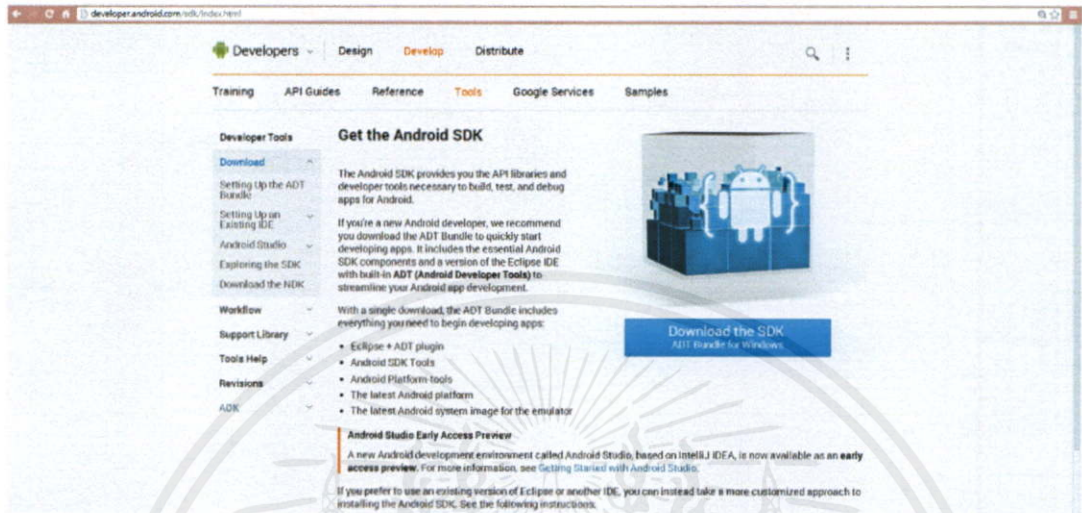 developer.android.com/sdk/index.html
Developers
Design Develop Distribute
Training API Guides Reference Tools Google Services Samples
Developer Tools
Download
Setting Up the ADT
Bundle
Setting Up an
Existing IDE
Android Studio
Exploring the SDK
Download the NDK
Workflow
Support Library
Tools Help
Revisions
ADK
Get the Android SDK
The Android SDK provides you the API libraries and
developer tools necessary to build, test, and debug
apps for Android.
If you're a new Android developer, we recommend
you download the ADT Bundle to quickly start
developing apps. It includes the essential Android
SDK components and a version of the Eclipse IDE
with built-in ADT (Android Developer Tools) to
streamline your Android app development.
With a single download, the ADT Bundle includes
everything you need to begin developing apps:
• Eclipse + ADT plugin
• Android SDK Tools
• Android Platform-tools
• The latest Android platform
• The latest Android system image for the emulator
Download the SDK
ADT Bundle for Windows
Android Studio Early Access Preview
A new Android development environment called Android Studio, based on IntelliJ IDEA, is now available as an early
access preview. For more information, see Getting Started with Android Studio.
If you prefer to use an existing version of Eclipse or another IDE, you can instead take a more customized approach to
installing the Android SDK. See the following instructions: